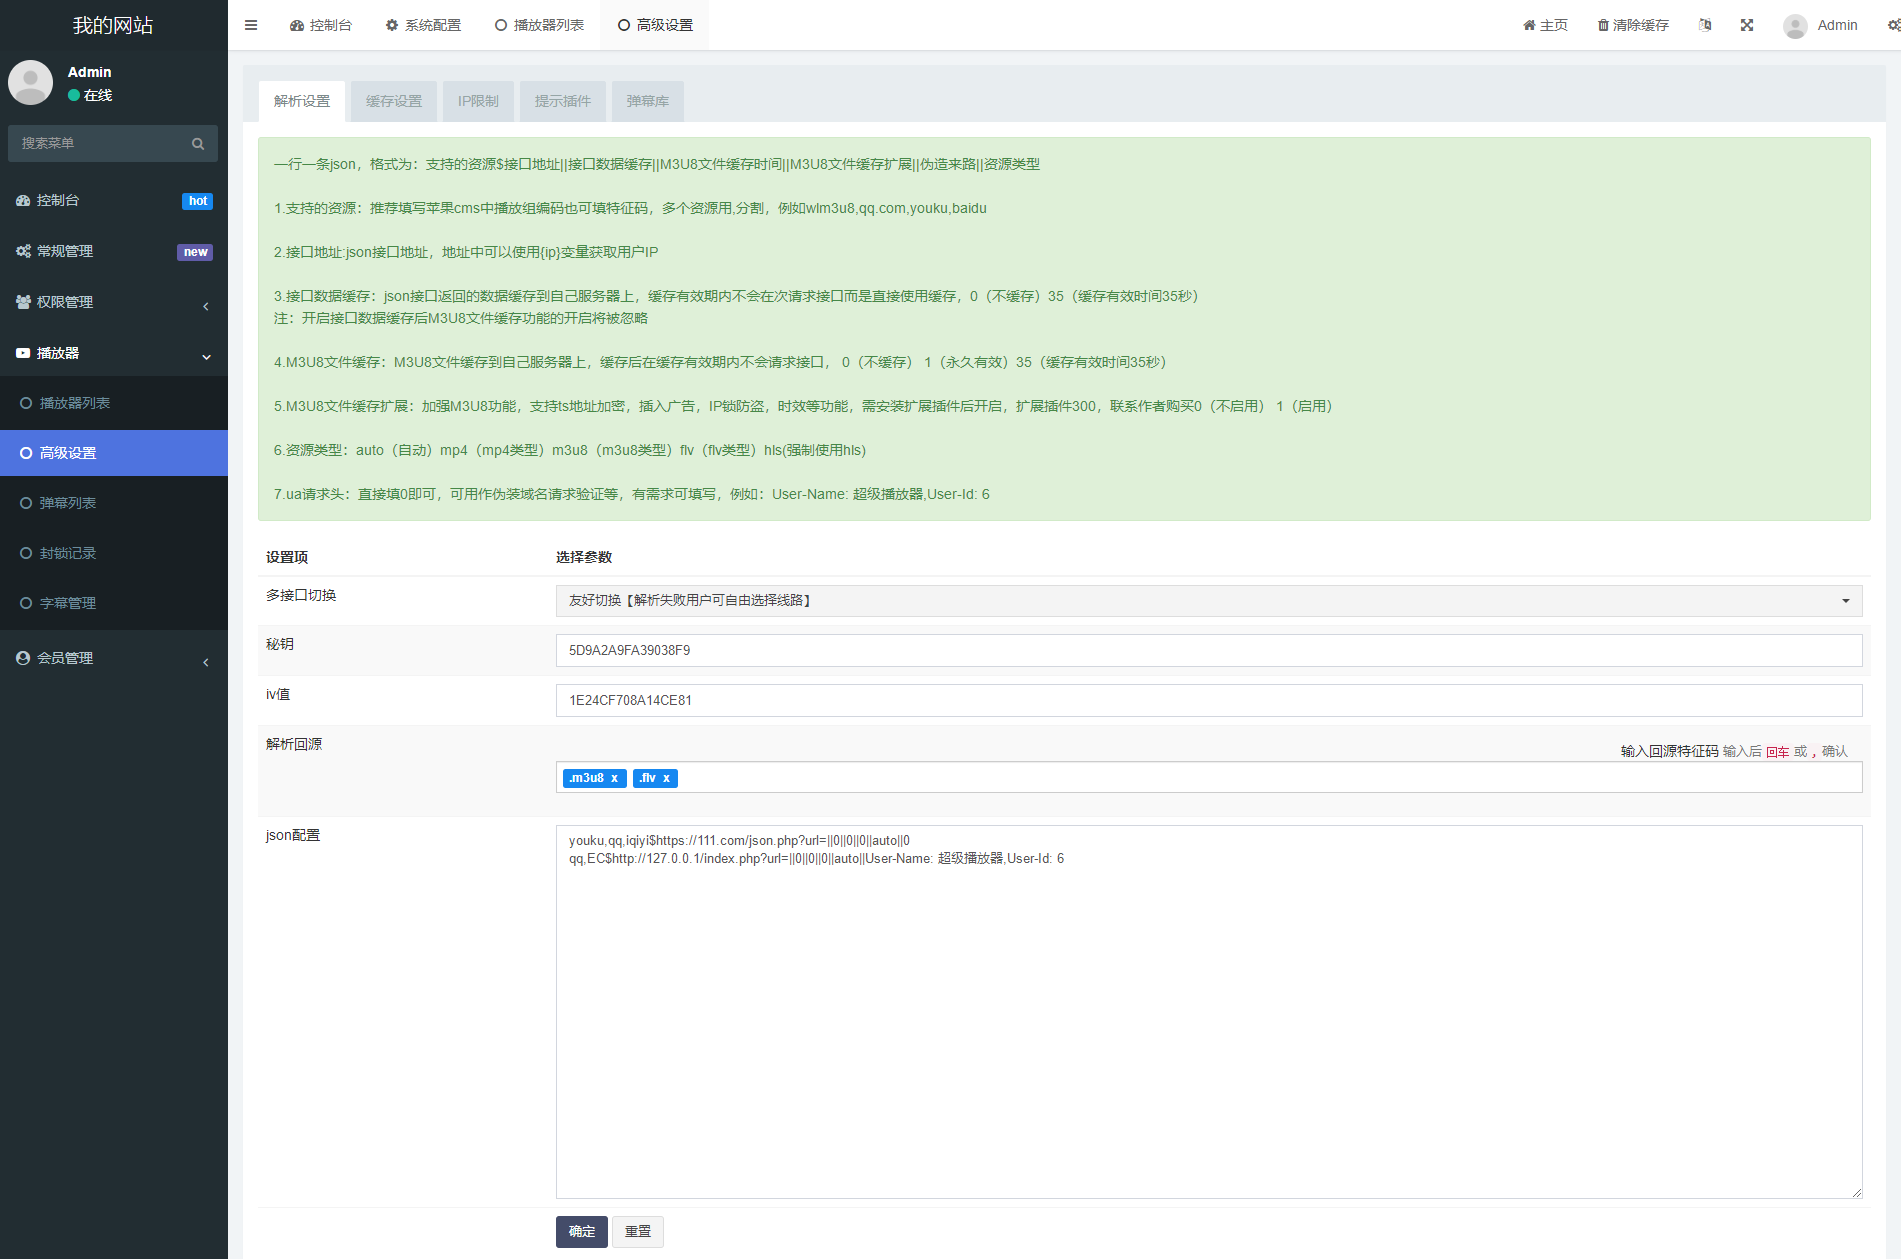 我的网站
控制台
系统配置
播放器列表
高级设置
主页
清除缓存
Admin
Admin
在线
搜索菜单
控制台 hot
常规管理 new
权限管理
播放器
播放器列表
高级设置
弹幕列表
封锁记录
字幕管理
会员管理
解析设置
缓存设置
IP限制
提示插件
弹幕库
一行一条json，格式为：支持的资源$接口地址||接口数据缓存||M3U8文件缓存时间||M3U8文件缓存扩展||伪造来路||资源类型
1.支持的资源：推荐填写苹果cms中播放组编码也可填特征码，多个资源用,分割，例如wlm3u8,qq.com,youku,baidu
2.接口地址:json接口地址，地址中可以使用{ip}变量获取用户IP
3.接口数据缓存：json接口返回的数据缓存到自己服务器上，缓存有效期内不会在次请求接口而是直接使用缓存，0（不缓存）35（缓存有效时间35秒）
注：开启接口数据缓存后M3U8文件缓存功能的开启将被忽略
4.M3U8文件缓存：M3U8文件缓存到自己服务器上，缓存后在缓存有效期内不会请求接口， 0（不缓存） 1（永久有效）35（缓存有效时间35秒）
5.M3U8文件缓存扩展：加强M3U8功能，支持ts地址加密，插入广告，IP锁防盗，时效等功能，需安装扩展插件后开启，扩展插件300，联系作者购买0（不启用） 1（启用）
6.资源类型：auto（自动）mp4（mp4类型）m3u8（m3u8类型）flv（flv类型）hls(强制使用hls)
7.ua请求头：直接填0即可，可用作伪装域名请求验证等，有需求可填写，例如：User-Name: 超级播放器,User-Id: 6
设置项 选择参数
多接口切换 友好切换【解析失败用户可自由选择线路】
秘钥 5D9A2A9FA39038F9
iv值 1E24CF708A14CE81
解析回源
输入回源特征码 输入后 回车 或 , 确认
.m3u8 x .flv x
json配置
youku,qq,iqiyi$https://111.com/json.php?url=||0||0||0||auto||0
qq,EC$http://127.0.0.1/index.php?url=||0||0||0||auto||User-Name: 超级播放器,User-Id: 6
确定 重置